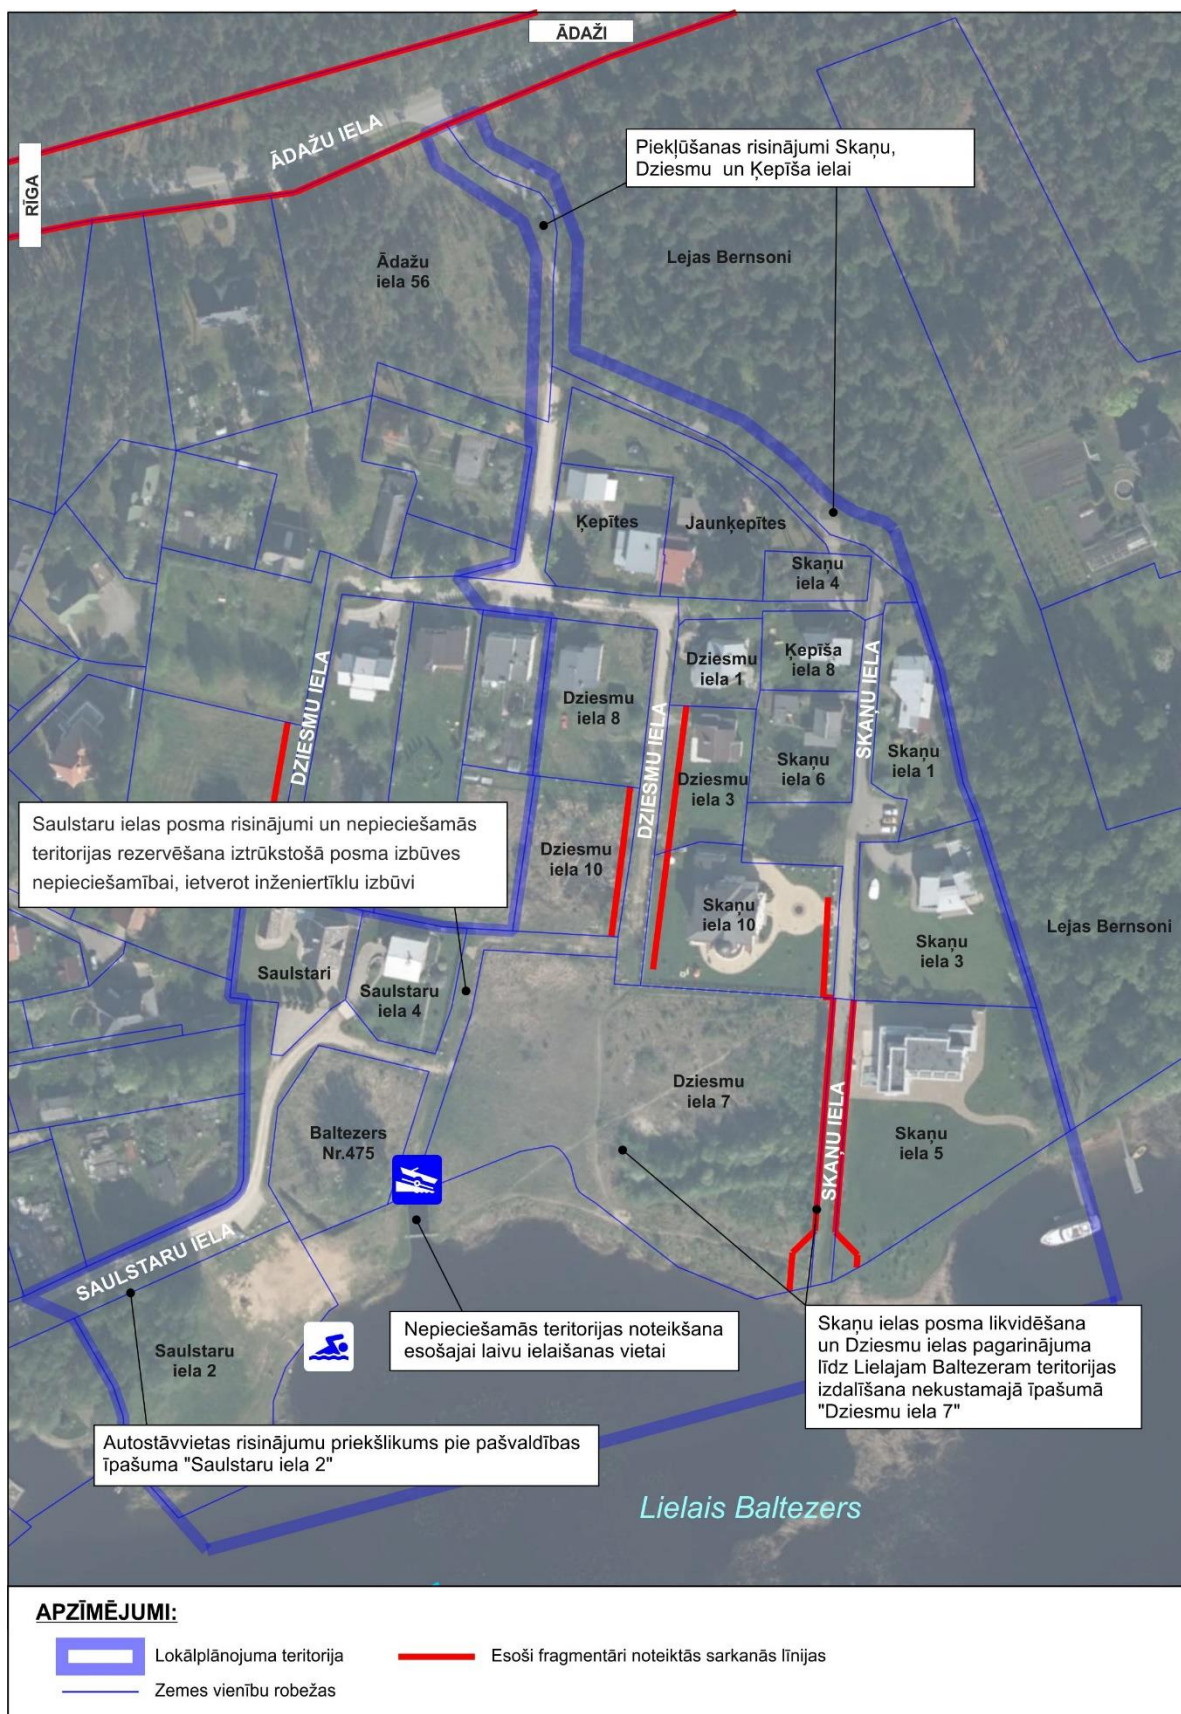 ĀDAŽI
ĀDAŽU IELA
RĪGA
Piekļūšanas risinājumi Skaņu,
Dziesmu un Ķepīša ielai
Lejas Bernsoni
Ādažu
iela 56
Ķepītes
Jaunķepītes
Skaņu
iela 4
Dziesmu
iela 1
Ķepīša
iela 8
SKAŅU IELA
DZIESMU IELA
Dziesmu
iela 8
DZIESMU IELA
Dziesmu
iela 3
Skaņu
iela 6
Skaņu
iela 1
Saulstaru ielas posma risinājumi un nepieciešamās
teritorijas rezervēšana iztrūkstošā posma izbūves
nepieciešamībai, ietverot inženiertīklu izbūvi
Dziesmu
iela 10
Skaņu
iela 10
Skaņu
iela 3
Lejas Bernsoni
Saulstari
Saulstaru
iela 4
Dziesmu
iela 7
SKAŅU IELA
Skaņu
iela 5
Baltezers
Nr.475
SAULSTARU IELA
Nepieciešamās teritorijas noteikšana
esošajai laivu ielaišanas vietai
Skaņu ielas posma likvidēšana
un Dziesmu ielas pagarinājuma
līdz Lielajam Baltezeram teritorijas
izdalīšana nekustamajā īpašumā
"Dziesmu iela 7"
Saulstaru
iela 2
Autostāvvietas risinājumu priekšlikums pie pašvaldības
īpašuma "Saulstaru iela 2"
Lielais Baltezers
APZĪMĒJUMI:
Lokālplānojuma teritorija
Esoši fragmentāri noteiktās sarkanās līnijas
Zemes vienību robežas